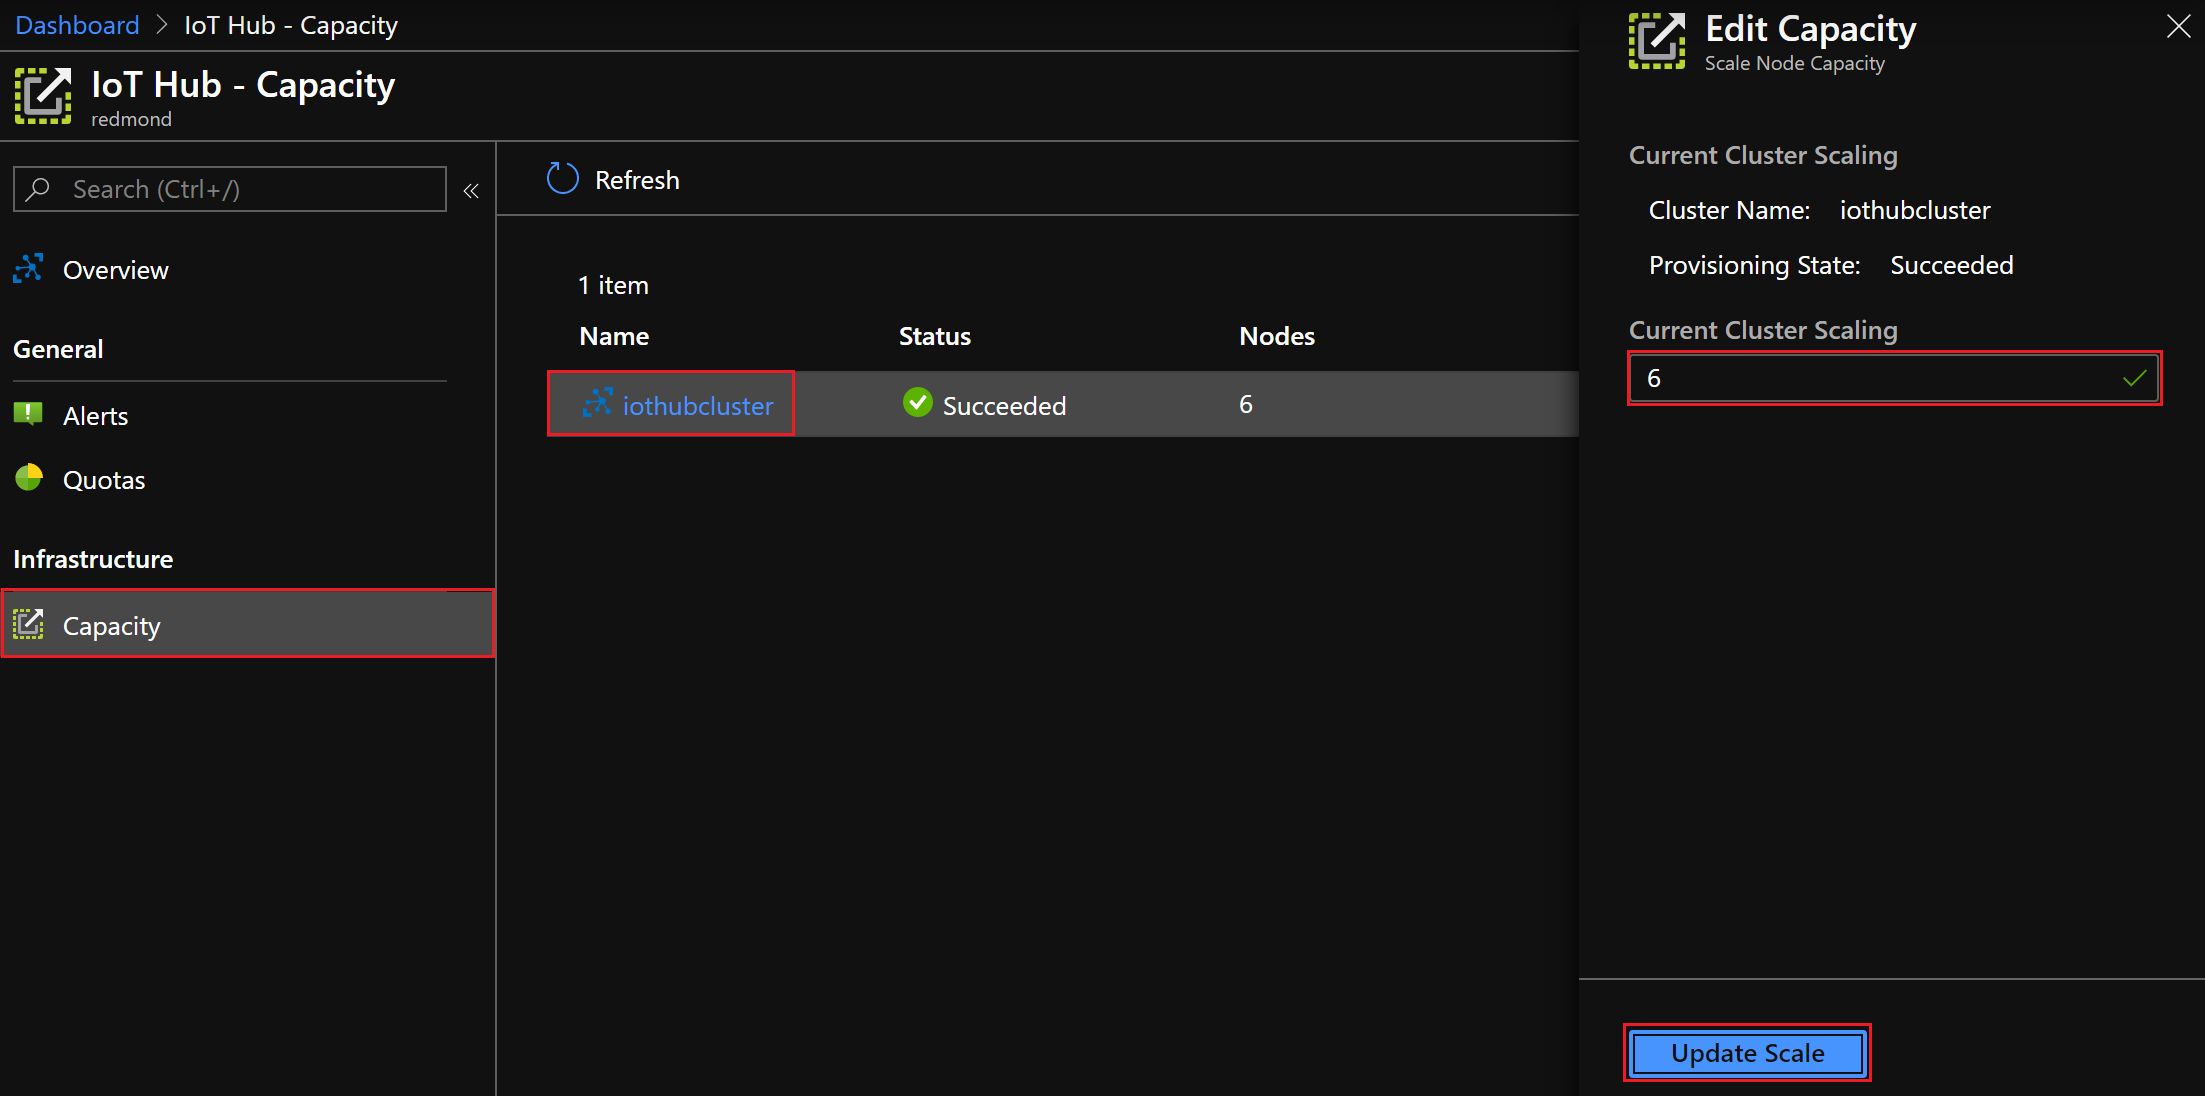 Dashboard > IoT Hub - Capacity
IoT Hub - Capacity
redmond
Search (Ctrl+/)
«
Overview
General
Alerts
Quotas
Infrastructure
Capacity
Refresh
1 item
Name Status Nodes
iothubcluster Succeeded 6
Edit Capacity
Scale Node Capacity
Current Cluster Scaling
Cluster Name: iothubcluster
Provisioning State: Succeeded
Current Cluster Scaling
6
Update Scale